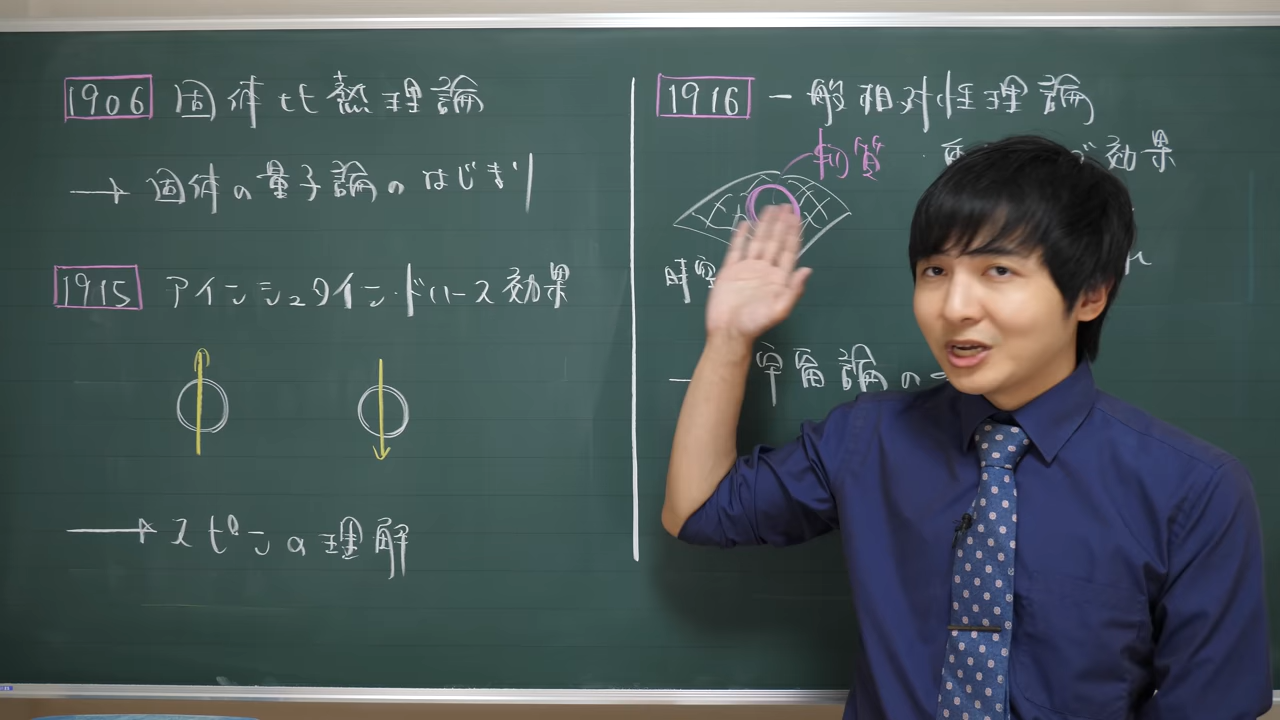 1906 固体比熱理論
→ 固体の量子論のはじまり
1915 アインシュタイン・ドハース効果
→ スピンの理解
1916 一般相対性理論
物質
効果
時空
宇宙論の